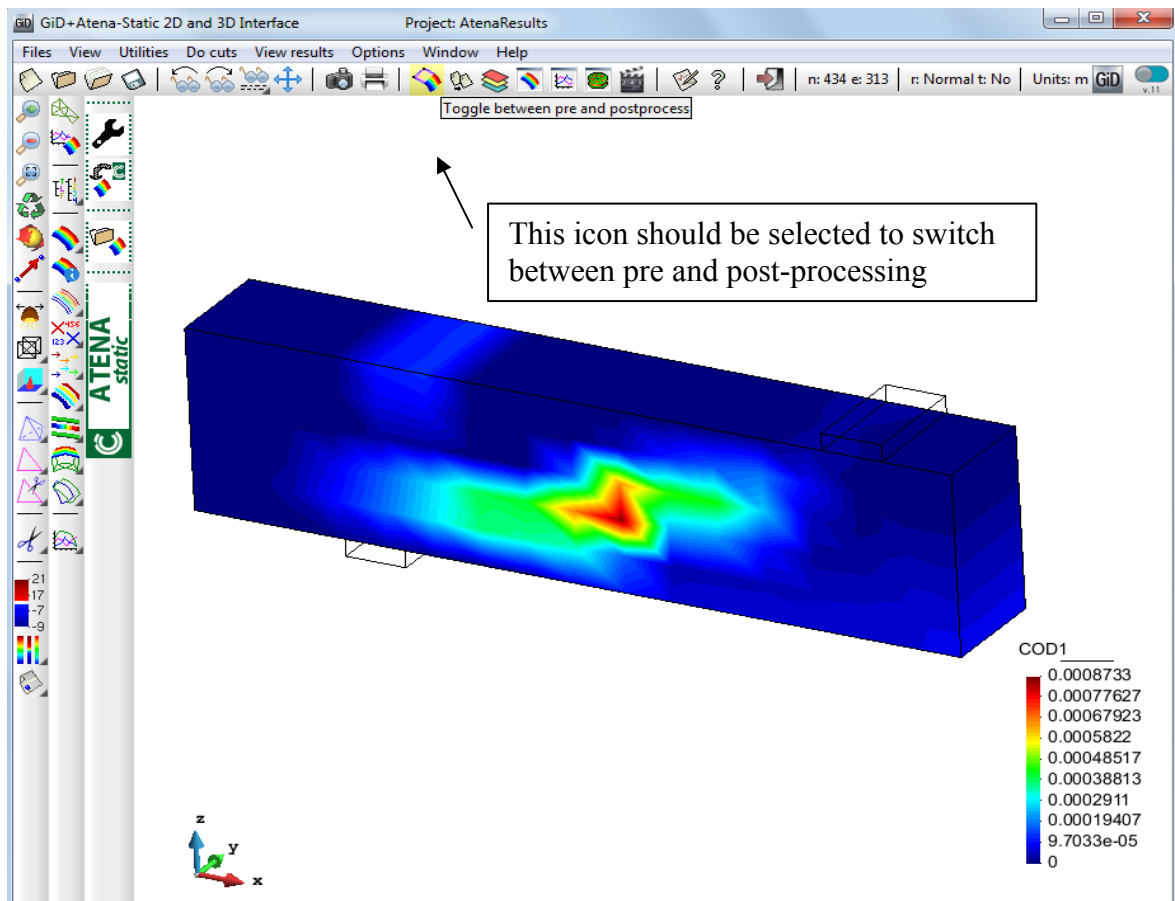 GiD GiD+Atena-Static 2D and 3D Interface Project: AtenaResults
Files View Utilities Do cuts View results Options Window Help
n: 434 e: 313 r: Normal t: No Units: m GiD
v.11
Toggle between pre and postprocess
This icon should be selected to switch
between pre and post-processing
ATENA
static
21
17
-7
-9
COD1
0.0008733
0.00077627
0.00067923
0.0005822
0.00048517
0.00038813
0.0002911
0.00019407
9.7033e-05
0
z
y
x